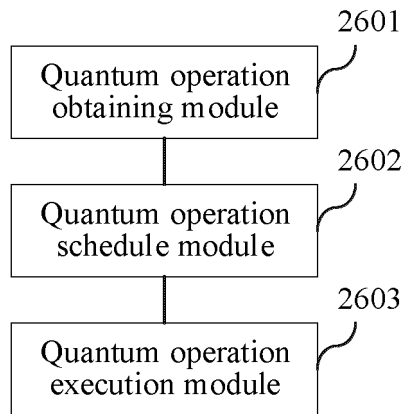 2601
Quantum operation
obtaining module
2602
Quantum operation
schedule module
2603
Quantum operation
execution module